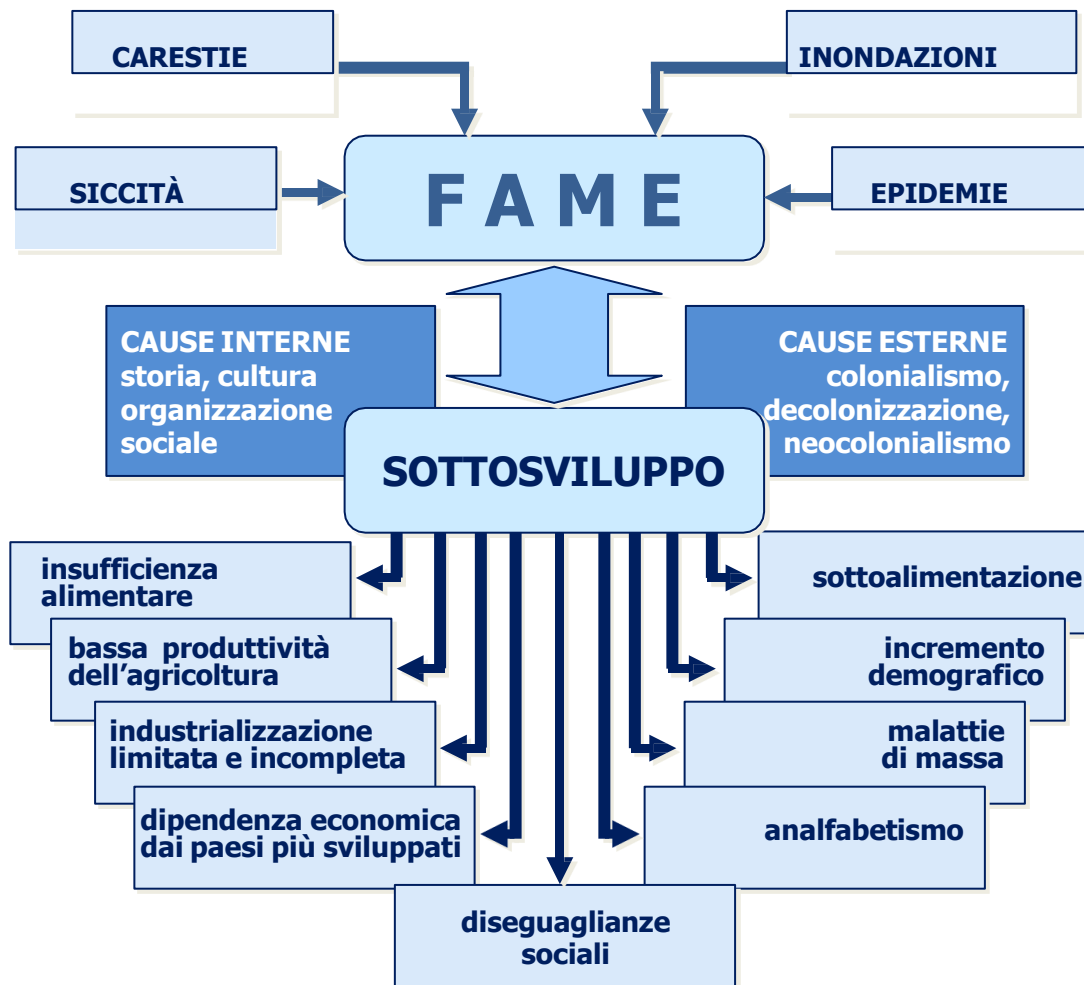 CARESTIE
INONDAZIONI
SICCITÀ
FAME
EPIDEMIE
CAUSE INTERNE
storia, cultura
organizzazione
sociale
CAUSE ESTERNE
colonialismo,
decolonizzazione,
neocolonialismo
SOTTOSVILUPPO
insufficienza
alimentare
sottoalimentazione
bassa produttività
dell’agricoltura
incremento
demografico
industrializzazione
limitata e incompleta
malattie
di massa
dipendenza economica
dai paesi più sviluppati
analfabetismo
diseguaglianze
sociali